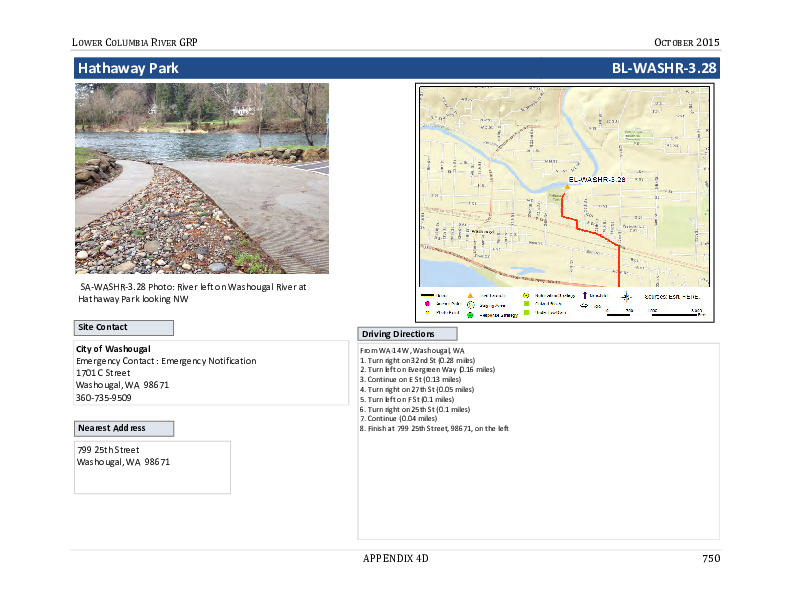 LOWER COLUMBIA RIVER GRP
OCTOBER 2015
Hathaway Park
BL-WASHR-3.28
BL-WASHR-3.28
Washougal
Sources: Esri, HERE,
SA-WASHR-3.28 Photo: River left on Washougal River at
Hathaway Park looking NW
Site Contact
City of Washougal
Emergency Contact : Emergency Notification
1701 C Street
Washougal, WA 98671
360-735-9509
Nearest Address
799 25th Street
Washougal, WA 98671
Driving Directions
From WA-14 W, Washougal, WA
1. Turn right on 32nd St (0.28 miles)
2. Turn left on Evergreen Way (0.16 miles)
3. Continue on E St (0.13 miles)
4. Turn right on 27th St (0.05 miles)
5. Turn left on F St (0.1 miles)
6. Turn right on 25th St (0.1 miles)
7. Continue (0.04 miles)
8. Finish at 799 25th Street, 98671, on the left
APPENDIX 4D
750